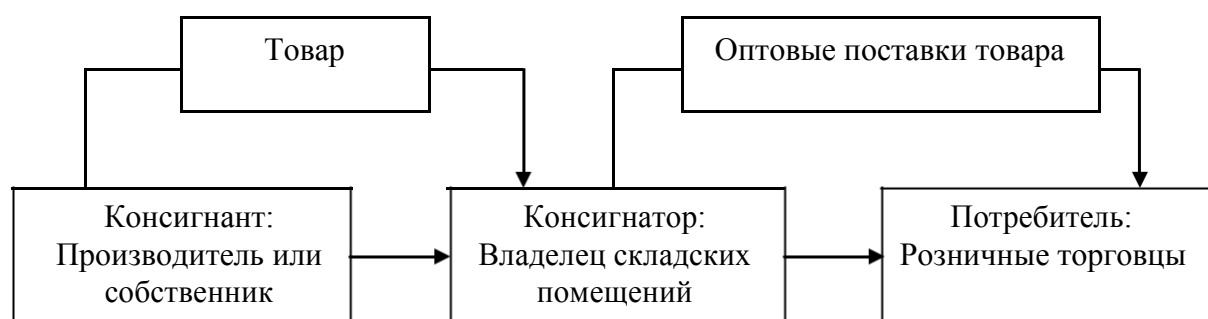 Товар
Оптовые поставки товара
Консигнант:
Производитель или
собственник
Консигнатор:
Владелец складских
помещений
Потребитель:
Розничные торговцы